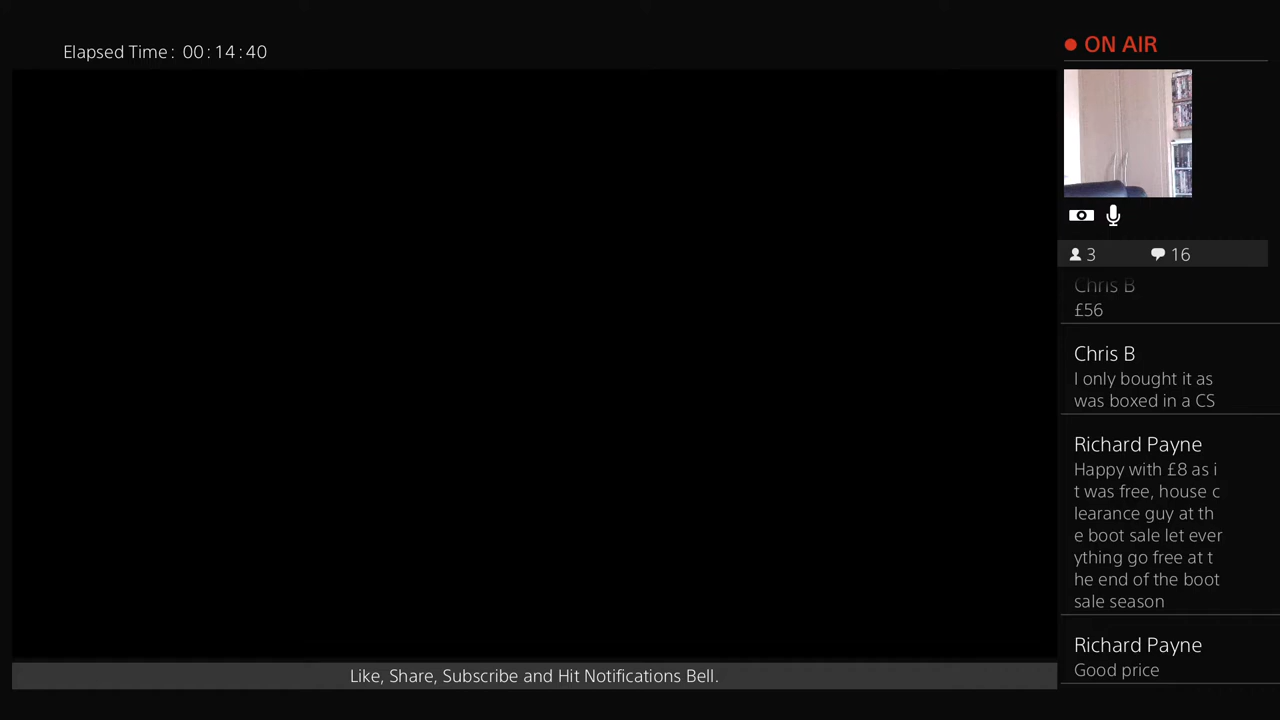 Elapsed Time: 00:14:40
ON AIR
3 16
Chris B
£56
Chris B
I only bought it as
was boxed in a CS
Richard Payne
Happy with £8 as i
t was free, house c
learance guy at th
e boot sale let ever
ything go free at t
he end of the boot
sale season
Richard Payne
Good price
Like, Share, Subscribe and Hit Notifications Bell.